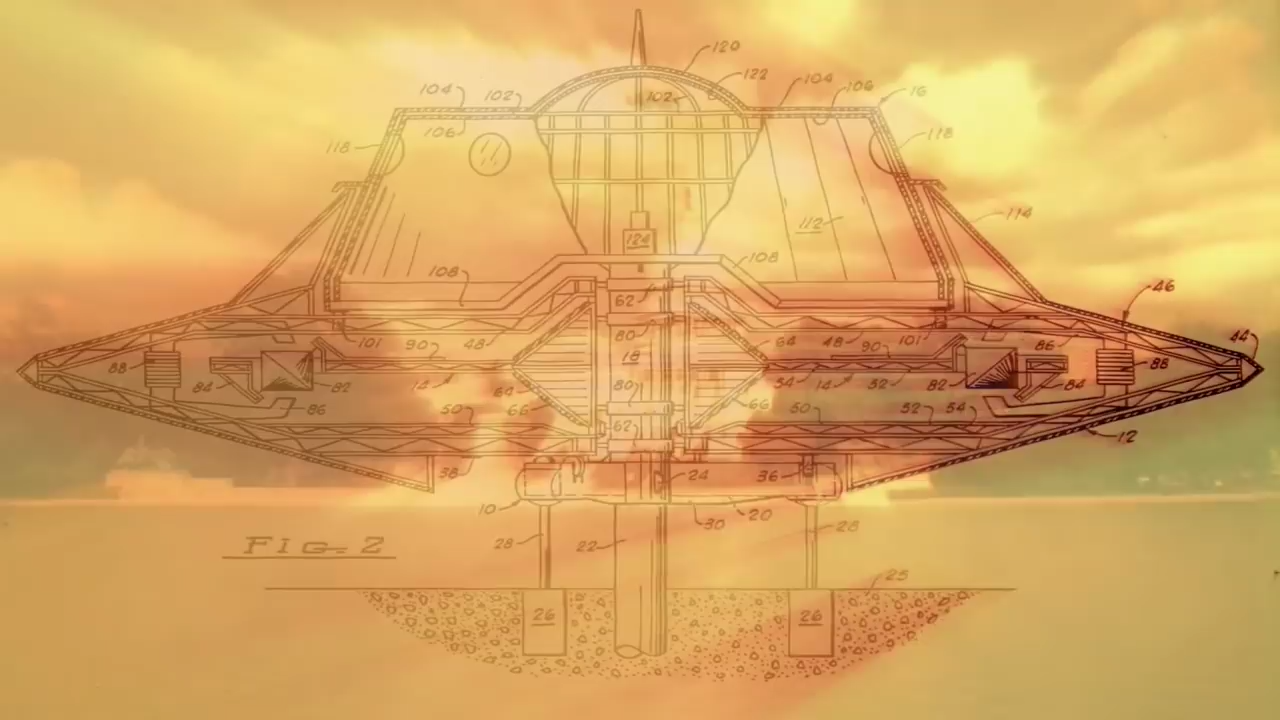 120
122
104 102 102 104 106 16
106
118 118
124 112 114
108 108
62 46
80
101 90 48 18 64 48 90 101 86 44
88 84 82 14 54 14 52 82 84 88
64 80
86 50 66 66 50 52 54
62 12
38 24 36
10 30 20
28 22 28
FIG. 2
25
26 26